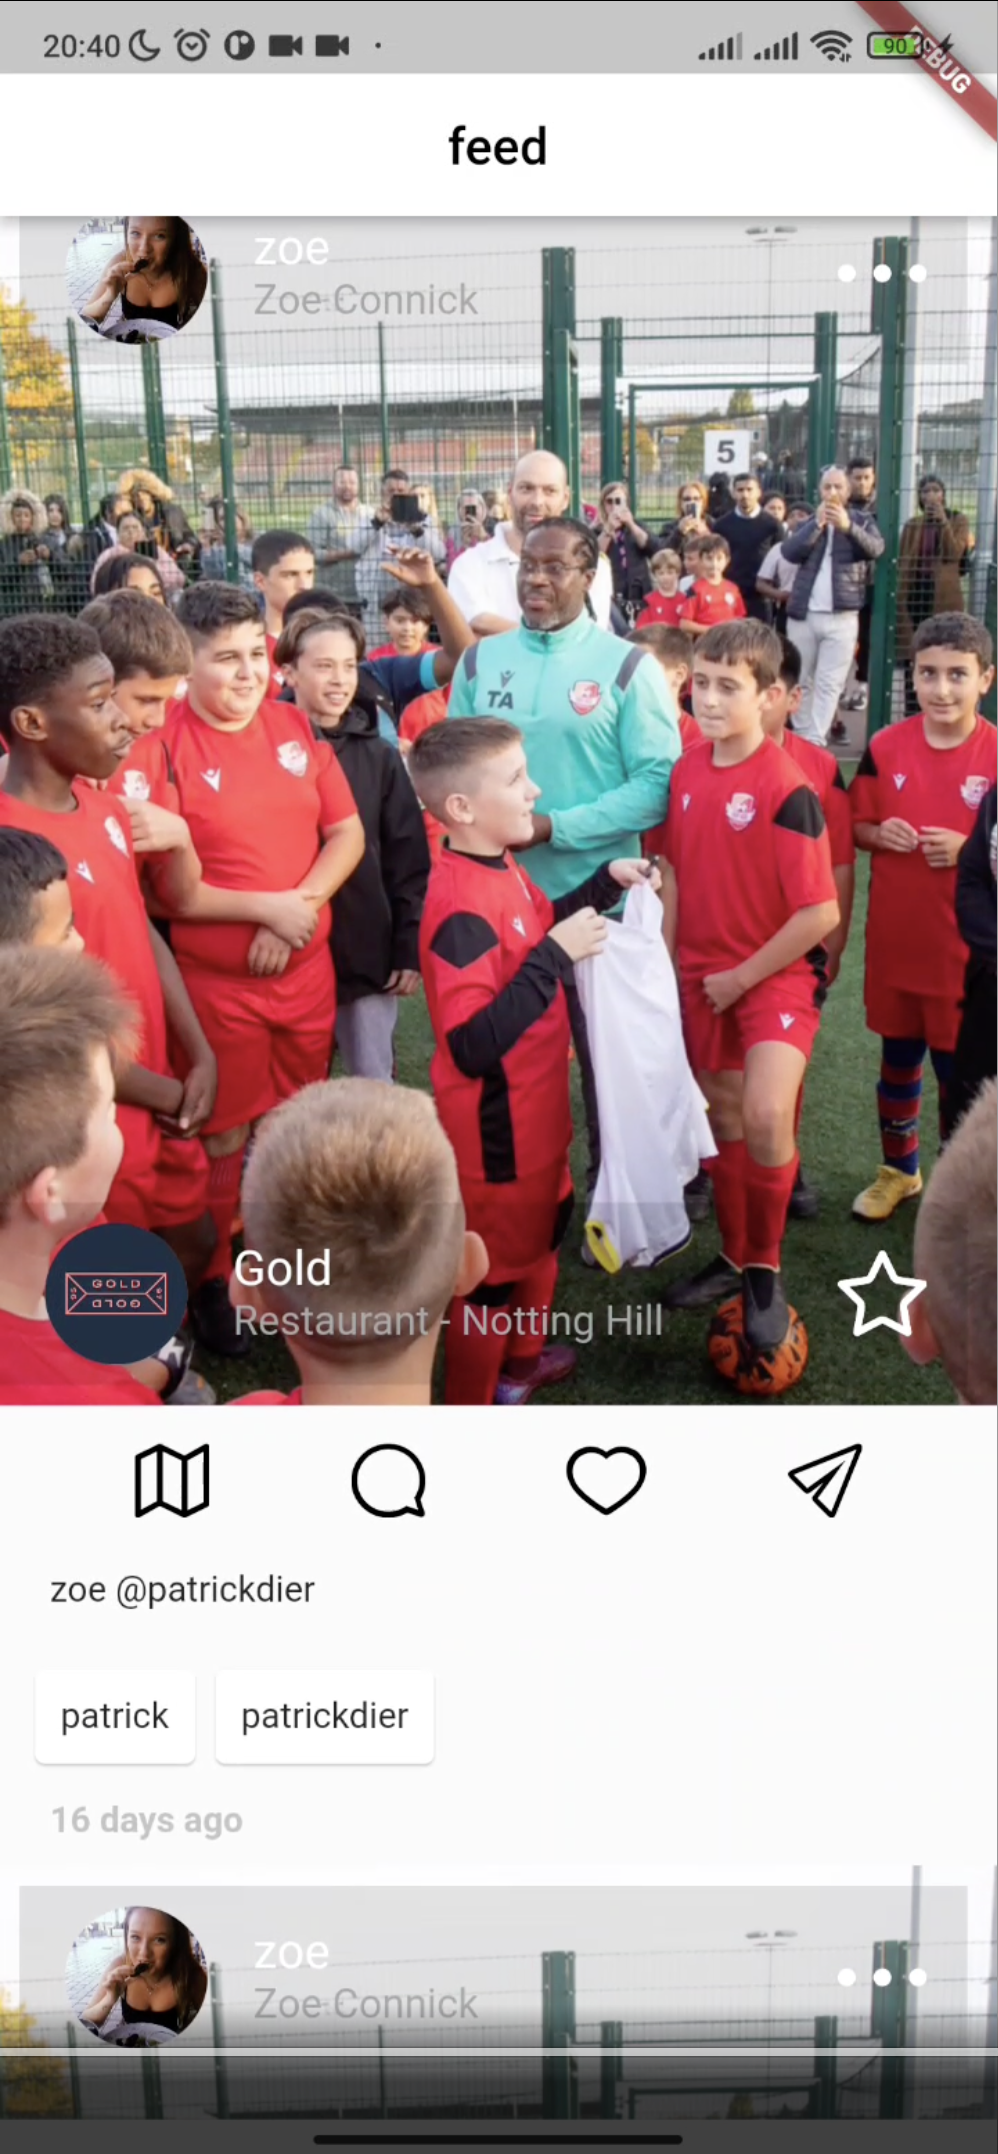 20:40
90
DEBUG
feed
zoe
Zoe Connick
5
TA
GOLD
GOLD
Gold
Restaurant - Notting Hill
zoe @patrickdier
patrick
patrickdier
16 days ago
zoe
Zoe Connick